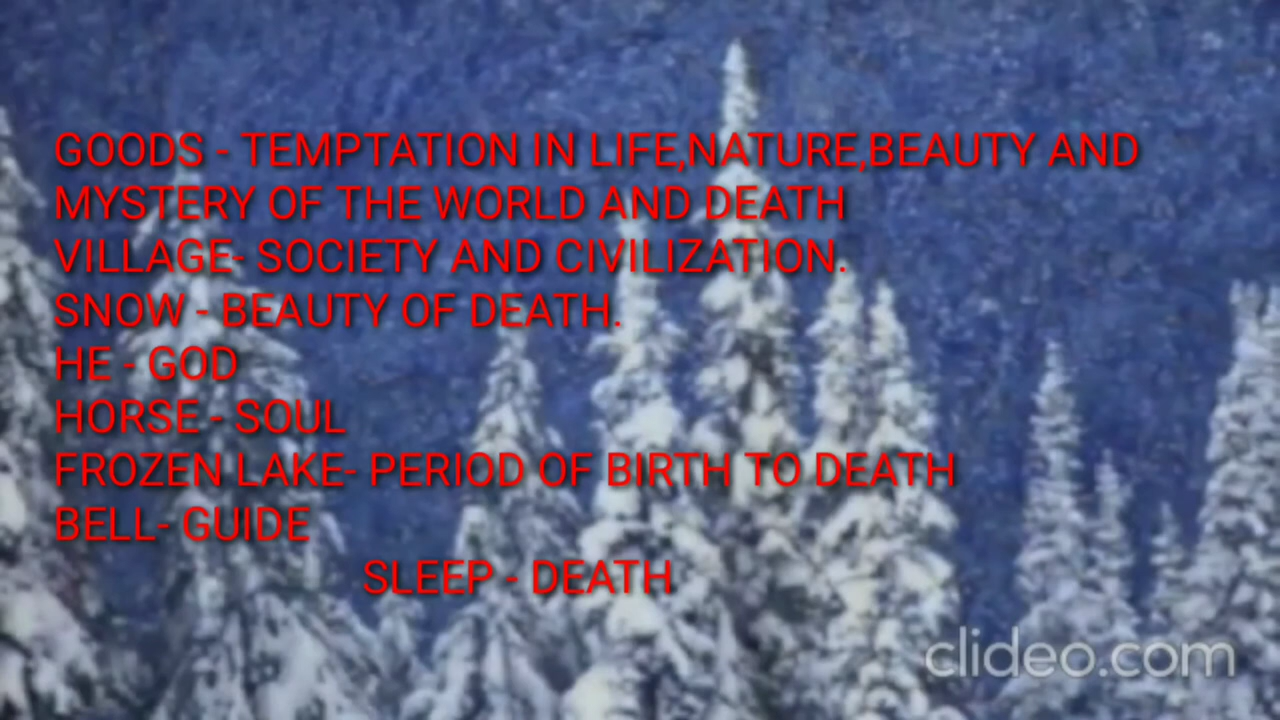 GOODS - TEMPTATION IN LIFE,NATURE,BEAUTY AND
MYSTERY OF THE WORLD AND DEATH
VILLAGE- SOCIETY AND CIVILIZATION.
SNOW - BEAUTY OF DEATH.
HE - GOD
HORSE - SOUL
FROZEN LAKE- PERIOD OF BIRTH TO DEATH
BELL- GUIDE
SLEEP - DEATH
clideo.com